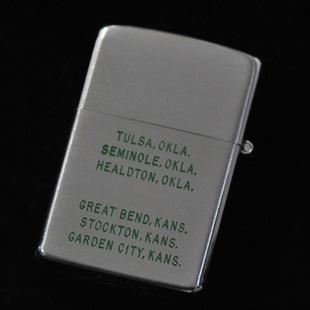 TULSA, OKLA.
SEMINOLE, OKLA.
HEALDTON, OKLA.
GREAT BEND, KANS.
STOCKTON, KANS.
GARDEN CITY, KANS.